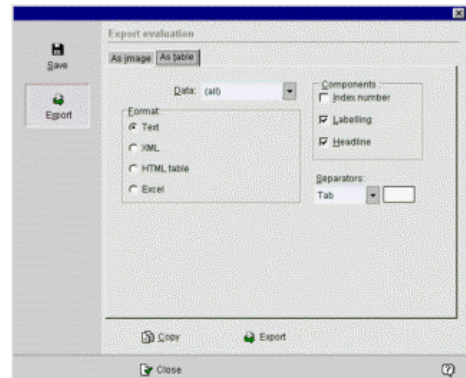 Export evaluation
Save
As image As table
Data: (all)
Components
Index number
Export
Format
Labelling
Text
Headline
XML
HTML table
Separators:
Excel
Tab
Copy Export
Close